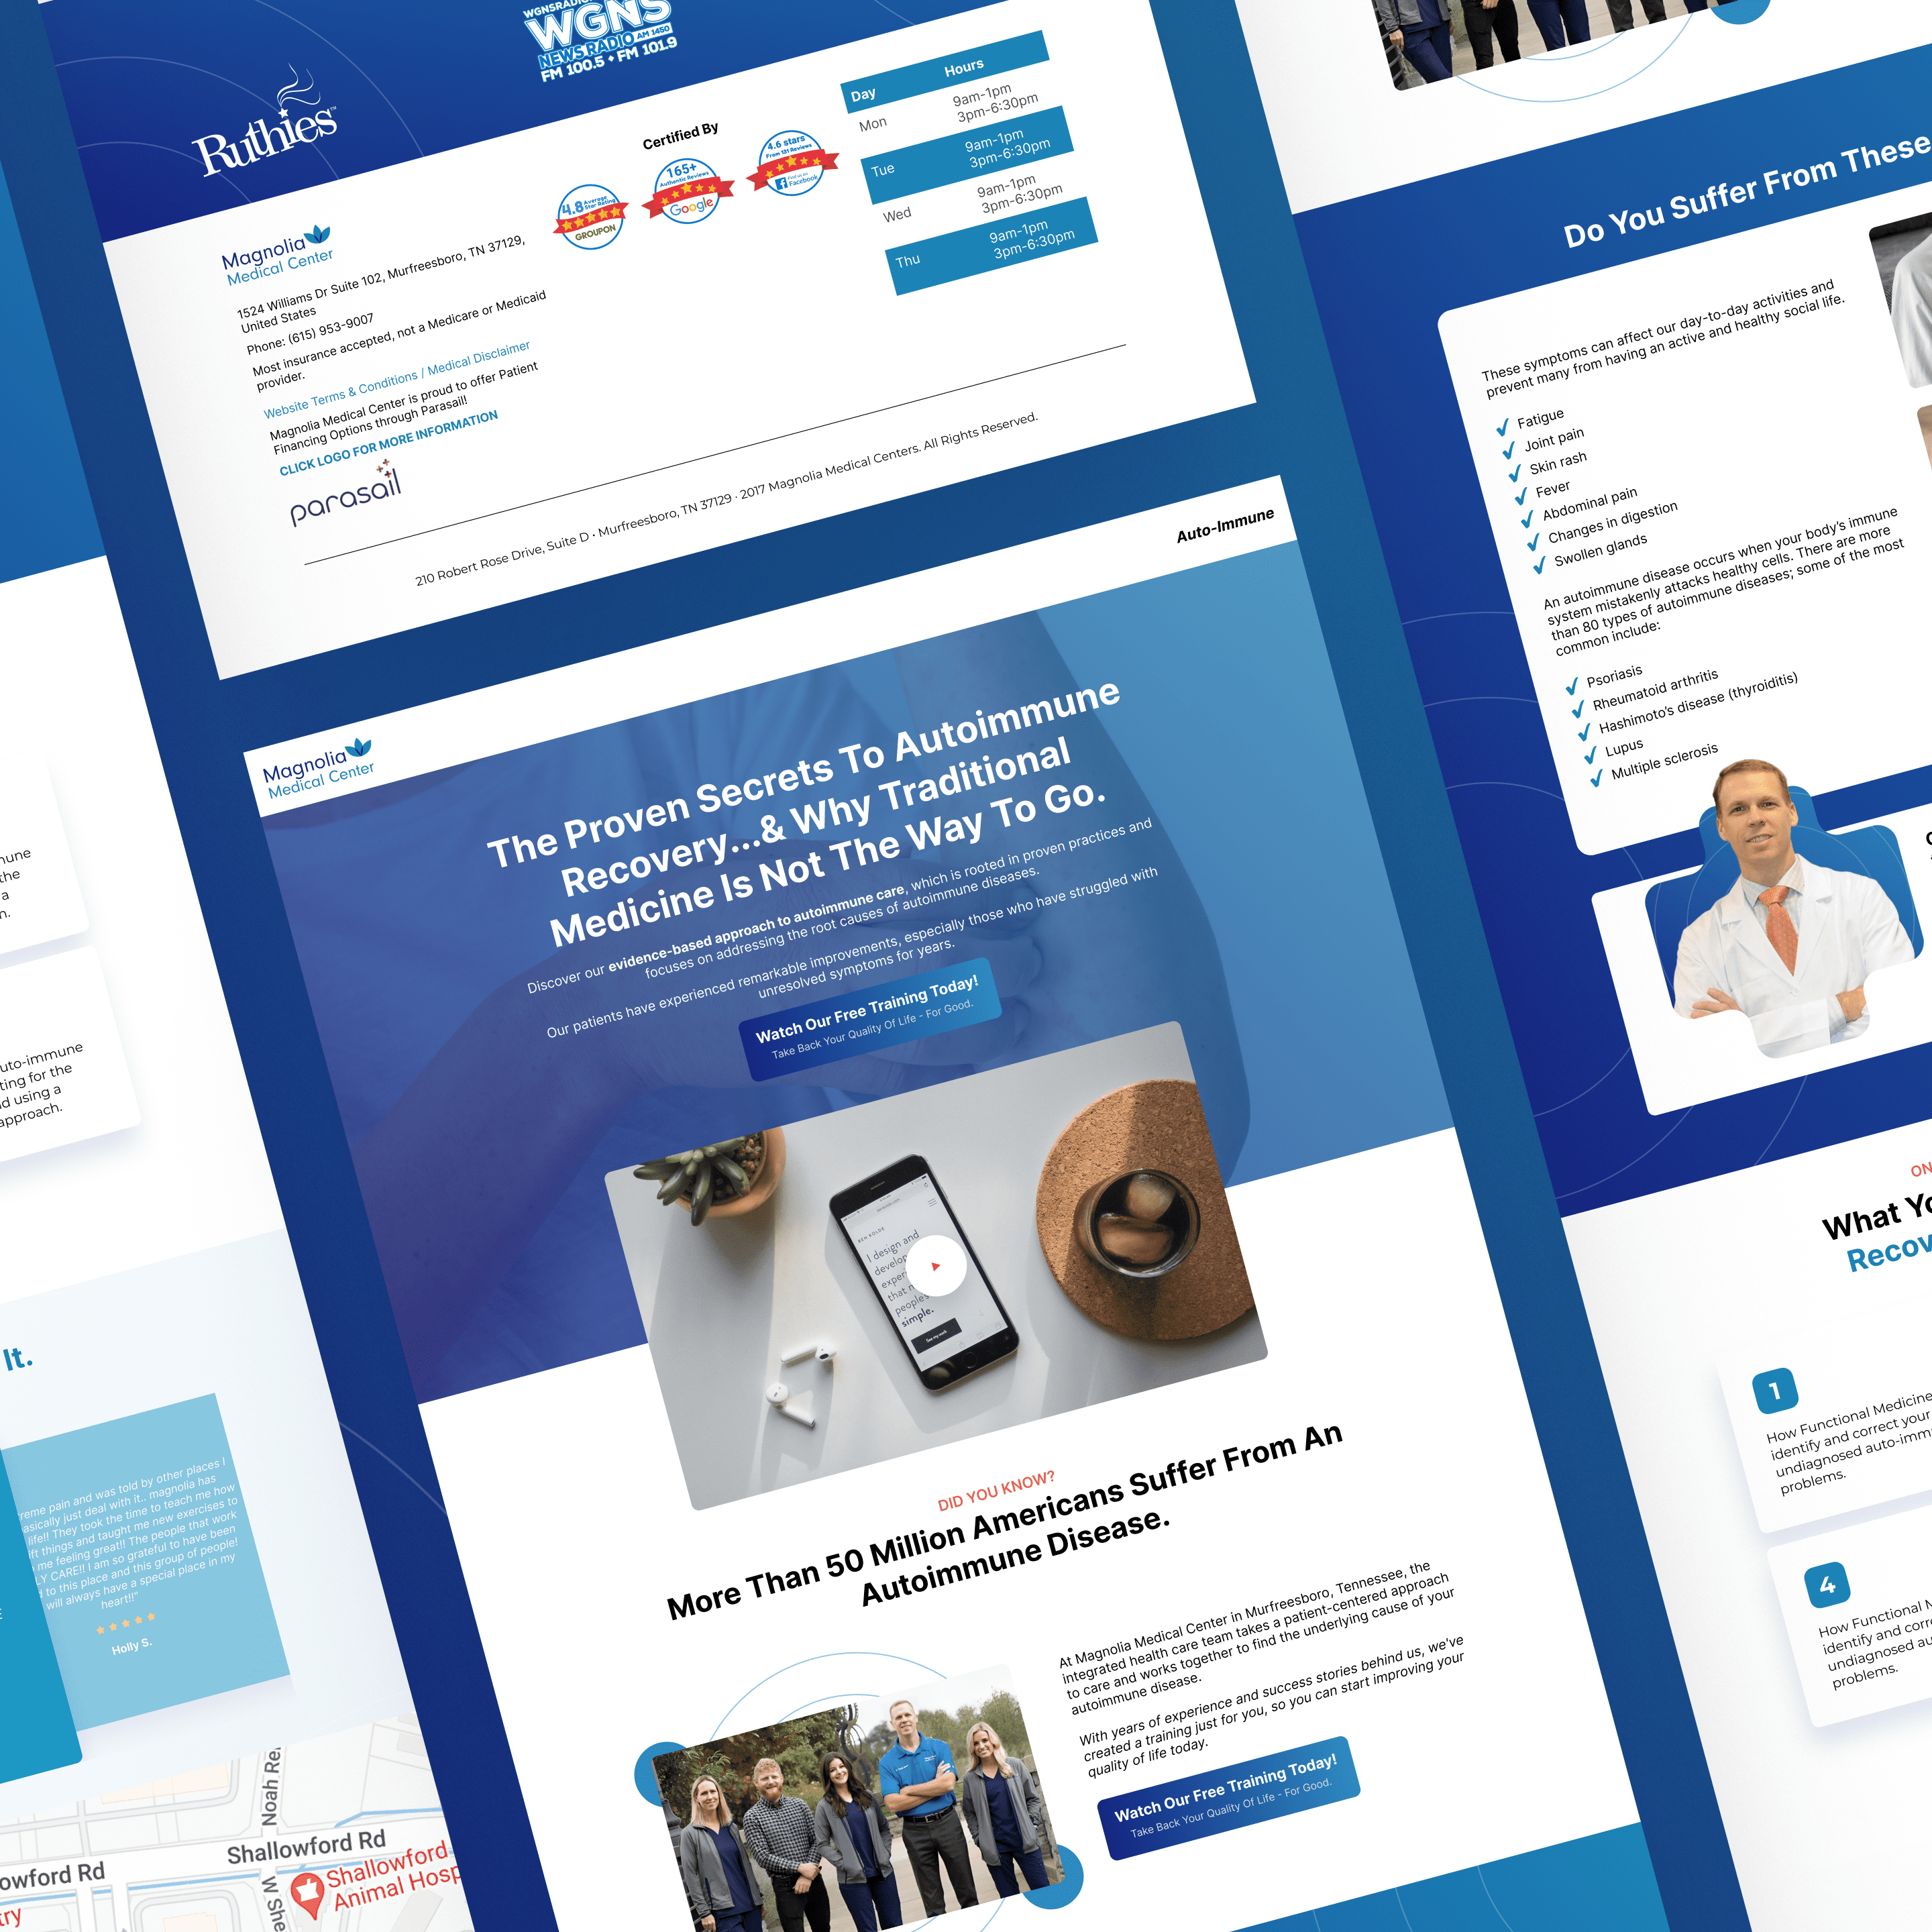 WGNSRADIO
WGNS
NEWS RADIO AM 1450
FM 100.5 • FM 101.9
Ruthies™
Certified By
4.8 Average
Star Rating
GROUPON
165+
Authentic Reviews
Google
4.6 stars
From 131 Reviews
Find us on
Facebook
Day Hours
Mon 9am-1pm
3pm-6:30pm
Tue 9am-1pm
3pm-6:30pm
Wed 9am-1pm
3pm-6:30pm
Thu 9am-1pm
3pm-6:30pm
Magnolia
Medical Center
1524 Williams Dr Suite 102, Murfreesboro, TN 37129,
United States
Phone: (615) 953-9007
Most insurance accepted, not a Medicare or Medicaid
provider.
Website Terms & Conditions / Medical Disclaimer
Magnolia Medical Center is proud to offer Patient
Financing Options through Parasail!
CLICK LOGO FOR MORE INFORMATION
parasail
210 Robert Rose Drive, Suite D • Murfreesboro, TN 37129 · 2017 Magnolia Medical Centers. All Rights Reserved.
Magnolia
Medical Center
Auto-Immune
The Proven Secrets To Autoimmune
Recovery...& Why Traditional
Medicine Is Not The Way To Go.
Discover our evidence-based approach to autoimmune care, which is rooted in proven practices and
focuses on addressing the root causes of autoimmune diseases.
Our patients have experienced remarkable improvements, especially those who have struggled with
unresolved symptoms for years.
Watch Our Free Training Today!
Take Back Your Quality Of Life - For Good.
I design and
simple.
See my work
DID YOU KNOW?
More Than 50 Million Americans Suffer From An
Autoimmune Disease.
At Magnolia Medical Center in Murfreesboro, Tennessee, the
integrated health care team takes a patient-centered approach
to care and works together to find the underlying cause of your
autoimmune disease.
With years of experience and success stories behind us, we've
created a training just for you, so you can start improving your
quality of life today.
Watch Our Free Training Today!
Take Back Your Quality Of Life - For Good.
Do You Suffer From These
These symptoms can affect our day-to-day activities and
prevent many from having an active and healthy social life.
Fatigue
Joint pain
Skin rash
Fever
Abdominal pain
Changes in digestion
Swollen glands
An autoimmune disease occurs when your body's immune
system mistakenly attacks healthy cells. There are more
than 80 types of autoimmune diseases; some of the most
common include:
Psoriasis
Rheumatoid arthritis
Hashimoto's disease (thyroiditis)
Lupus
Multiple sclerosis
ON
What Yo
Recov
1
How Functional Medicine
identify and correct your
undiagnosed auto-imm
problems.
4
How Functional M
identify and corre
undiagnosed au
problems.
nune
the
a
n.
uto-immune
ting for the
d using a
approach.
It.
reme pain and was told by other places I
asically just deal with it.. magnolia has
life!! They took the time to teach me how
ift things and taught me new exercises to
me feeling great!! The people that work
LY CARE!! I am so grateful to have been
to this place and this group of people!
will always have a special place in my
heart!!"
Holly S.
Noah Re
Shallowford Rd
owford Rd
W She
Shallowford
Animal Hosp
try